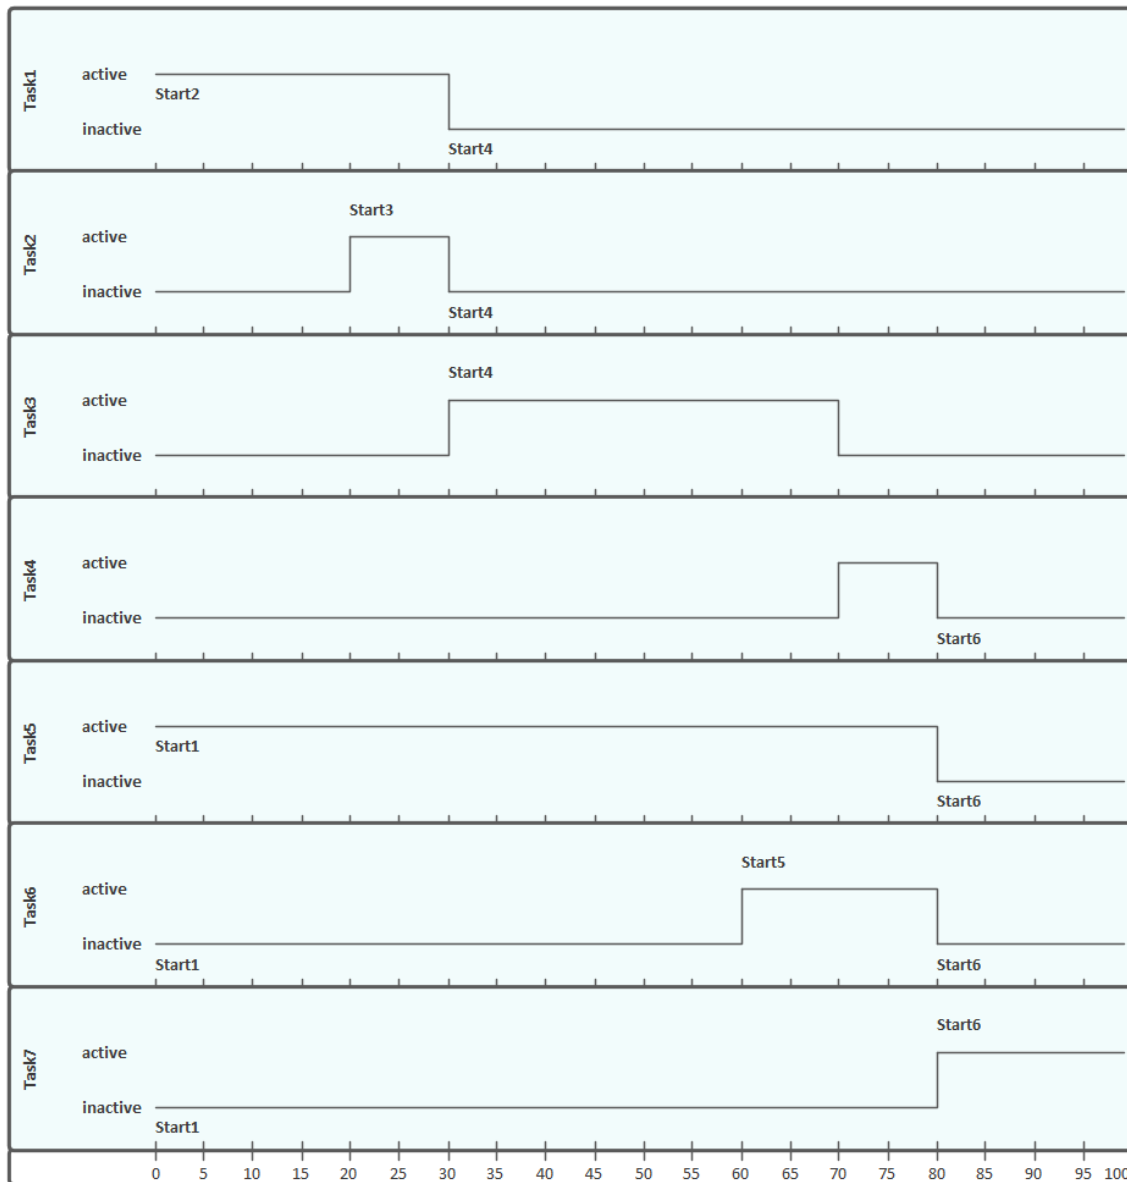 Task1
active
Start2
inactive
Start4
Task2
Start3
active
inactive
Start4
Task3
Start4
active
inactive
Task4
active
inactive
Start6
Task5
active
Start1
inactive
Start6
Task6
Start5
active
inactive
Start1 Start6
Task7
Start6
active
inactive
Start1
0 5 10 15 20 25 30 35 40 45 50 55 60 65 70 75 80 85 90 95 100